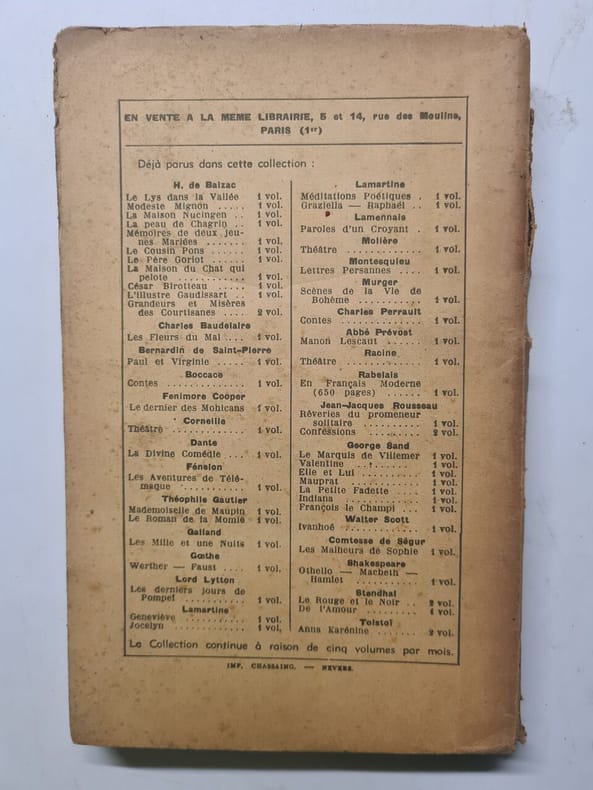 EN VENTE A LA MEME LIBRAIRIE, 5 et 14, rue des Moulins,
PARIS (1er)
Déjà parus dans cette collection :
H. de Balzac
Le Lys dans la Vallée 1 vol.
Modeste Mignon ..... 1 vol.
La Maison Nucingen .. 1 vol.
La peau de Chagrin .. 1 vol.
Mémoires de deux jeu-
nes Mariées ....... 1 vol.
Le Cousin Pons ...... 1 vol.
Le Père Goriot ...... 1 vol.
La Maison du Chat qui
pelote ............ 1 vol.
César Birotteau ..... 1 vol.
L'illustre Gaudissart .. 1 vol.
Grandeurs et Misères
des Courtisanes .... 2 vol.
Charles Baudelaire
Les Fleurs du Mal ... 1 vol.
Bernardin de Saint-Pierre
Paul et Virginie ..... 1 vol.
Boccace
Contes .............. 1 vol.
Fenimore Cooper
Le dernier des Mohicans 1 vol.
Corneille
Théâtre ............. 1 vol.
Dante
La Divine Comédie ... 1 vol.
Fénelon
Les Aventures de Télé-
maque ............ 1 vol.
Théophile Gautier
Mademoiselle de Maupin 1 vol.
Le Roman de la Momie 1 vol.
Galland
Les Mille et une Nuits 1 vol.
Gœthe
Werther — Faust .... 1 vol.
Lord Lytton
Les derniers jours de
Pompeï ........... 1 vol.
Lamartine
Geneviève ........... 1 vol.
Jocelyn ............. 1 vol.
Lamartine
Méditations Poétiques . 1 vol.
Graziella — Raphaël .. 1 vol.
Lamennais
Paroles d'un Croyant . 1 vol.
Molière
Théâtre ............. 1 vol.
Montesquieu
Lettres Persannes .... 1 vol.
Murger
Scènes de la Vie de
Bohème ........... 1 vol.
Charles Perrault
Contes .............. 1 vol.
Abbé Prévost
Manon Lescaut ...... 1 vol.
Racine
Théâtre ............. 1 vol.
Rabelais
En Français Moderne
(650 pages) ....... 1 vol.
Jean-Jacques Rousseau
Rêveries du promeneur
solitaire .......... 1 vol.
Confessions ......... 2 vol.
George Sand
Le Marquis de Villemer 1 vol.
Valentine ........... 1 vol.
Elle et Lui .......... 1 vol.
Mauprat ............ 1 vol.
La Petite Fadette .... 1 vol.
Indiana ............. 1 vol.
François le Champi ... 1 vol.
Walter Scott
Ivanhoé ............. 1 vol.
Comtesse de Ségur
Les Malheurs de Sophie 1 vol.
Shakespeare
Othello — Macbeth —
Hamlet ........... 1 vol.
Stendhal
Le Rouge et le Noir .. 2 vol.
De l'Amour ......... 1 vol.
Tolstoï
Anna Karénine ....... 2 vol.
La Collection continue à raison de cinq volumes par mois.
IMP. CHASSAING. — NEVERS.